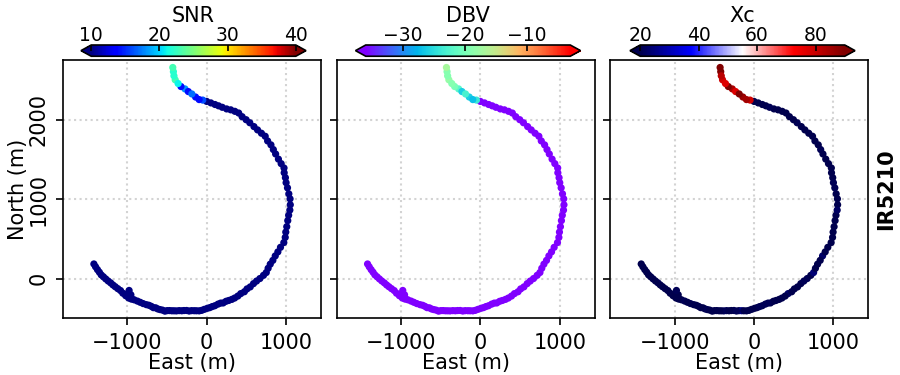 SNR DBV Xc
10 20 30 40 −30 −20 −10 20 40 60 80
North (m)
2000
1000
0
IR5210
−1000 0 1000 −1000 0 1000 −1000 0 1000
East (m) East (m) East (m)